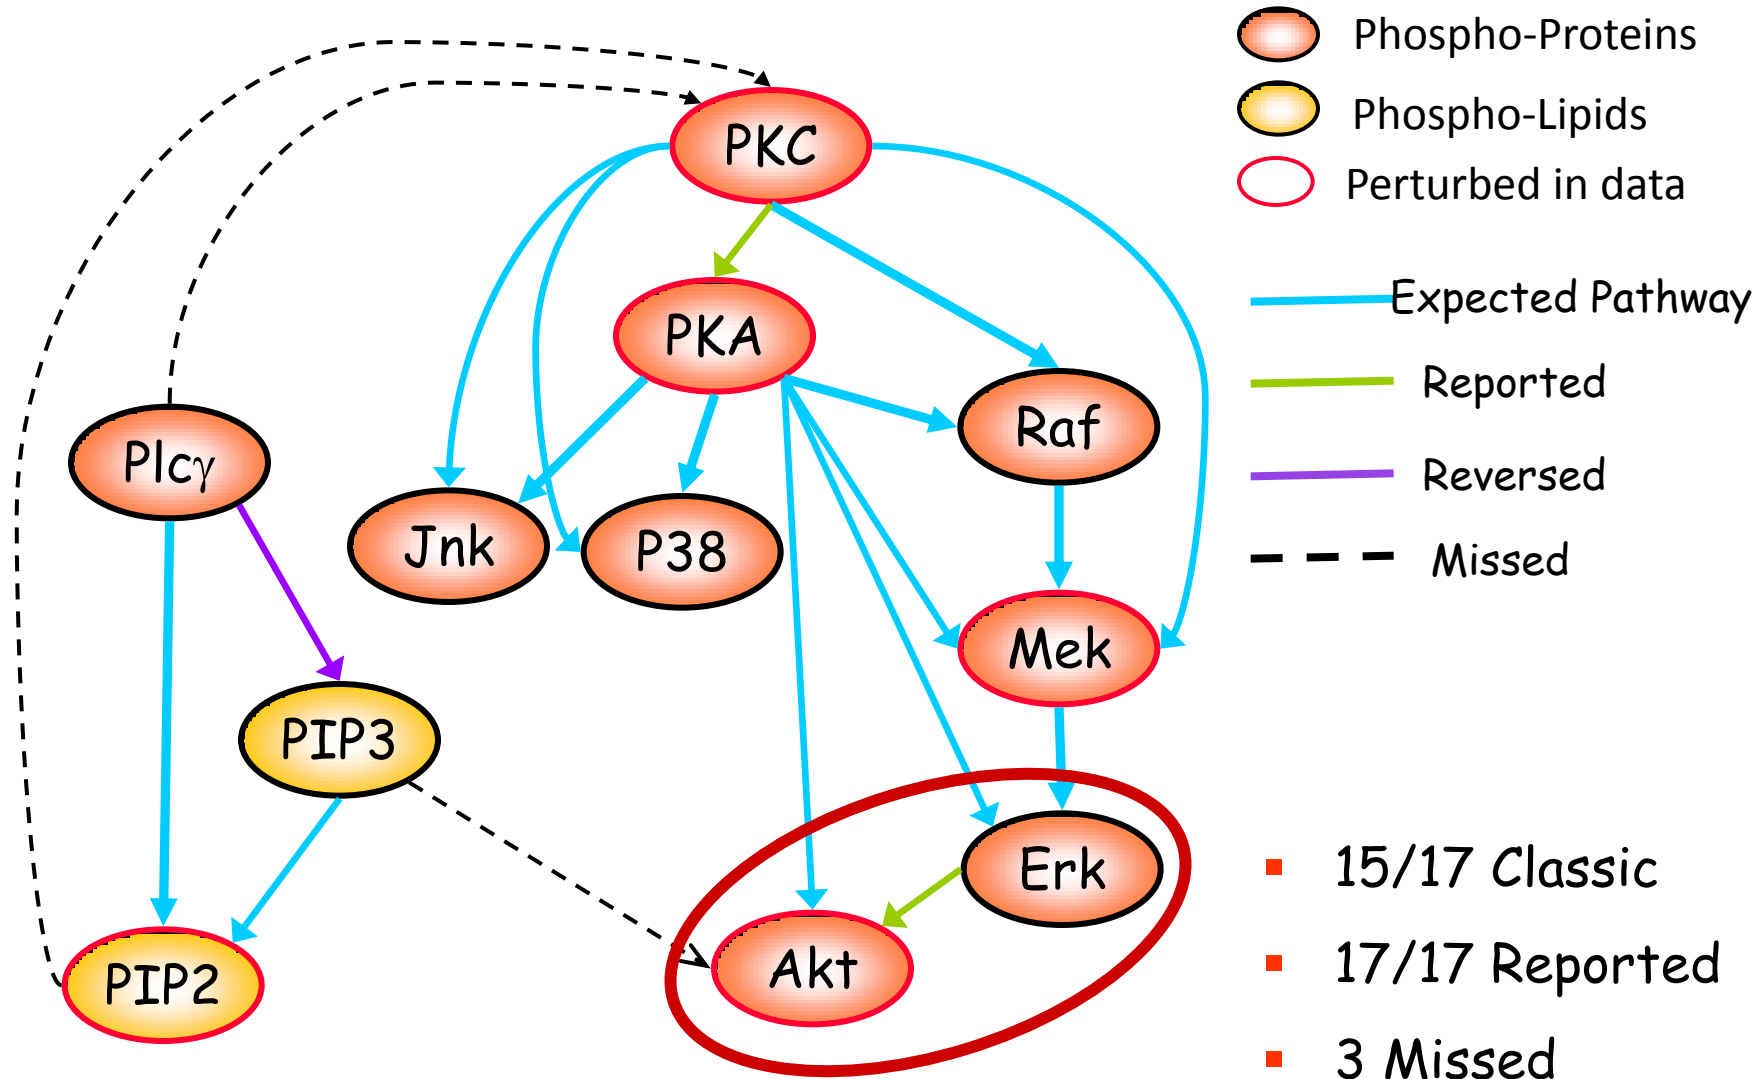 Phospho-Proteins
Phospho-Lipids
Perturbed in data
Expected Pathway
Reported
Reversed
Missed
PKC
PKA
Raf
Plcγ
Jnk
P38
Mek
PIP3
Erk
Akt
PIP2
15/17 Classic
17/17 Reported
3 Missed